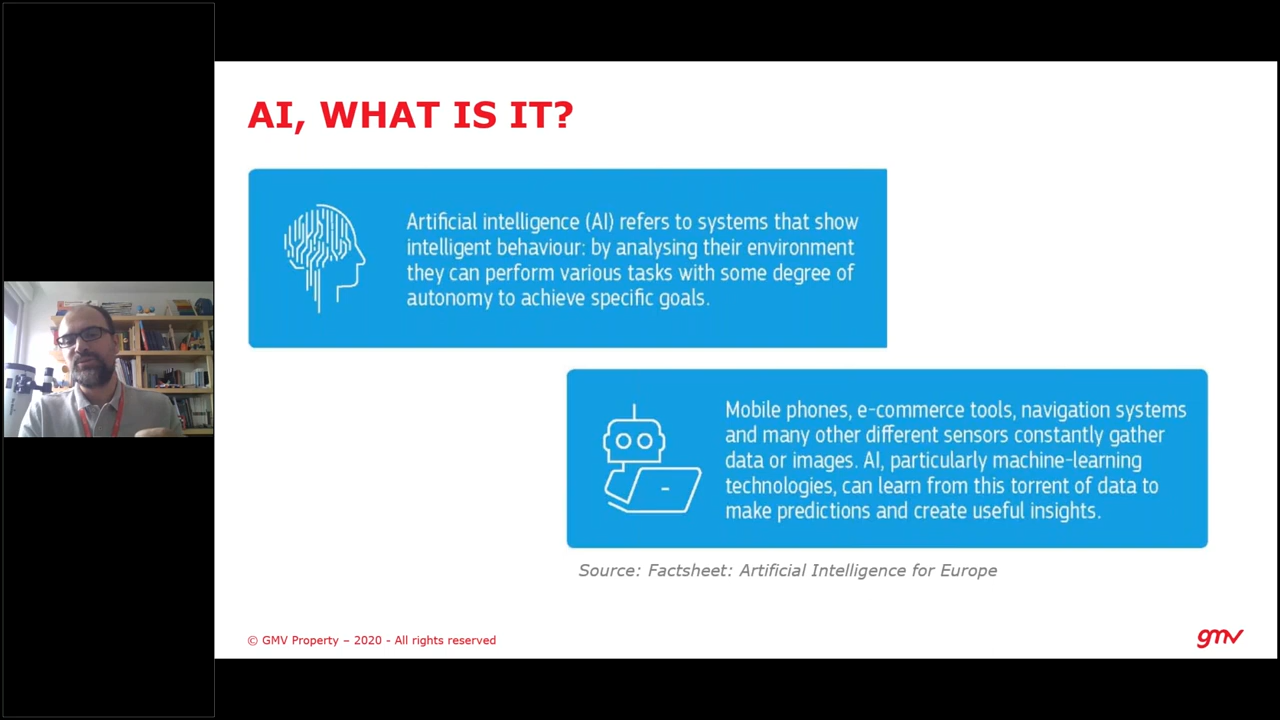 AI, WHAT IS IT?
Artificial intelligence (AI) refers to systems that show
intelligent behaviour: by analysing their environment
they can perform various tasks with some degree of
autonomy to achieve specific goals.
Mobile phones, e-commerce tools, navigation systems
and many other different sensors constantly gather
data or images. AI, particularly machine-learning
technologies, can learn from this torrent of data to
make predictions and create useful insights.
Source: Factsheet: Artificial Intelligence for Europe
© GMV Property – 2020 - All rights reserved
gmv